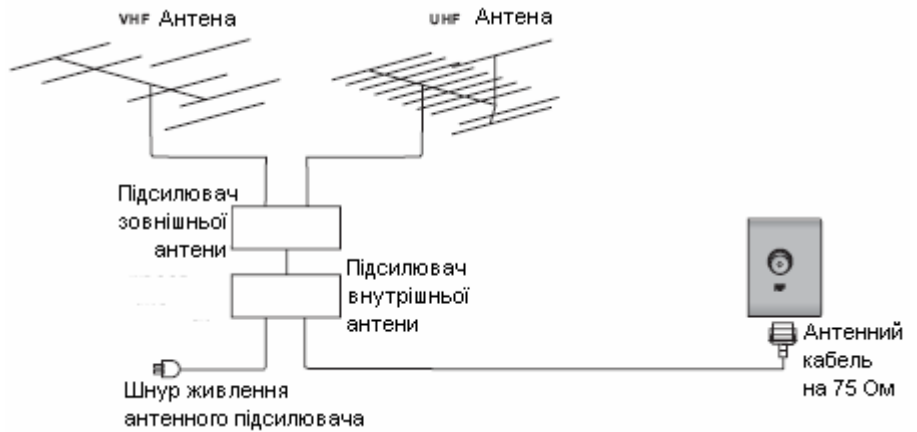 VHF Антена
UHF Антена
Підсилювач
зовнішньої
антени
Підсилювач
внутрішньої
антени
Антенний
кабель
на 75 Ом
Шнур живлення
антенного підсилювача